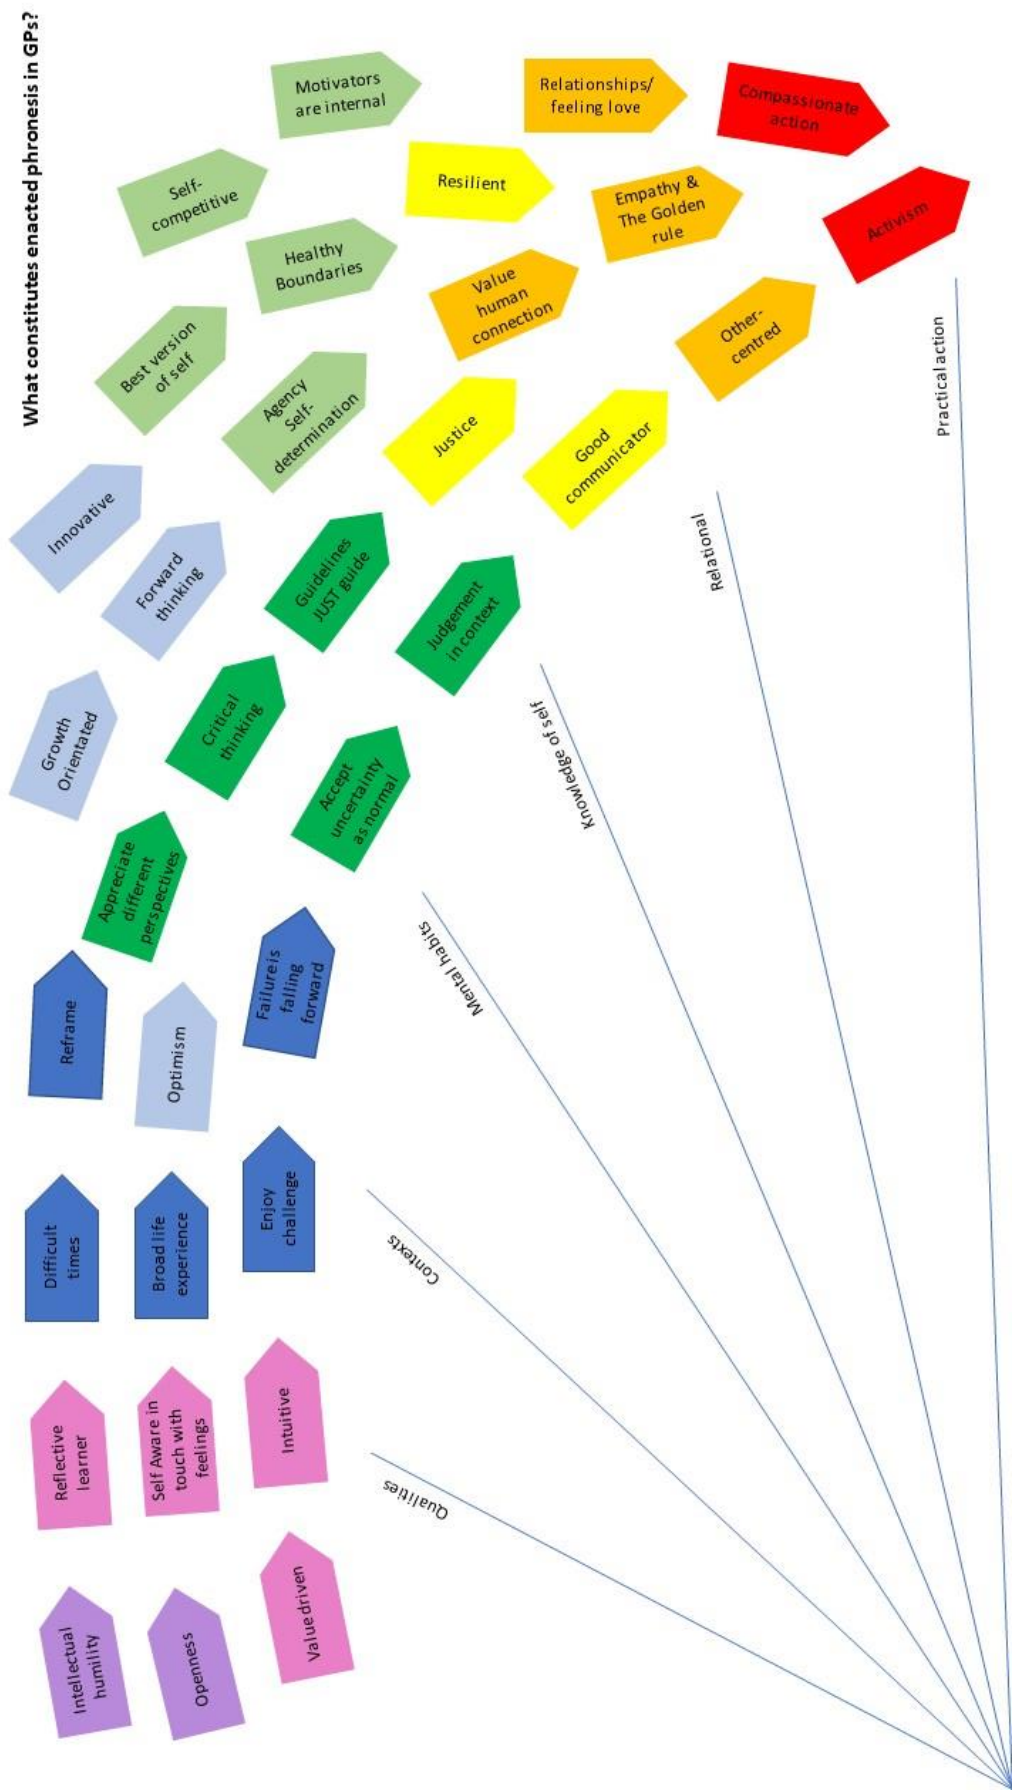 What constitutes enacted phronesis in GPs?
Intellectual
humility
Openness
Value driven
Reflective
learner
Self Aware in
touch with
feelings
Intuitive
Difficult
times
Broad life
experience
Enjoy
challenge
Reframe
Optimism
Failure is
falling
forward
Appreciate
different
perspectives
Growth
Orientated
Critical
thinking
Accept
uncertainty
as normal
Innovative
Forward
thinking
Guidelines
JUST guide
Judgement
in context
Best version
of self
Agency
Self-
determination
Justice
Good
communicator
Self-
competitive
Healthy
Boundaries
Motivators
are internal
Resilient
Value
human
connection
Relationships/
feeling love
Empathy &
The Golden
rule
Other-
centred
Compassionate
action
Activism
Qualities
Contexts
Mental habits
Knowledge of self
Relational
Practical action